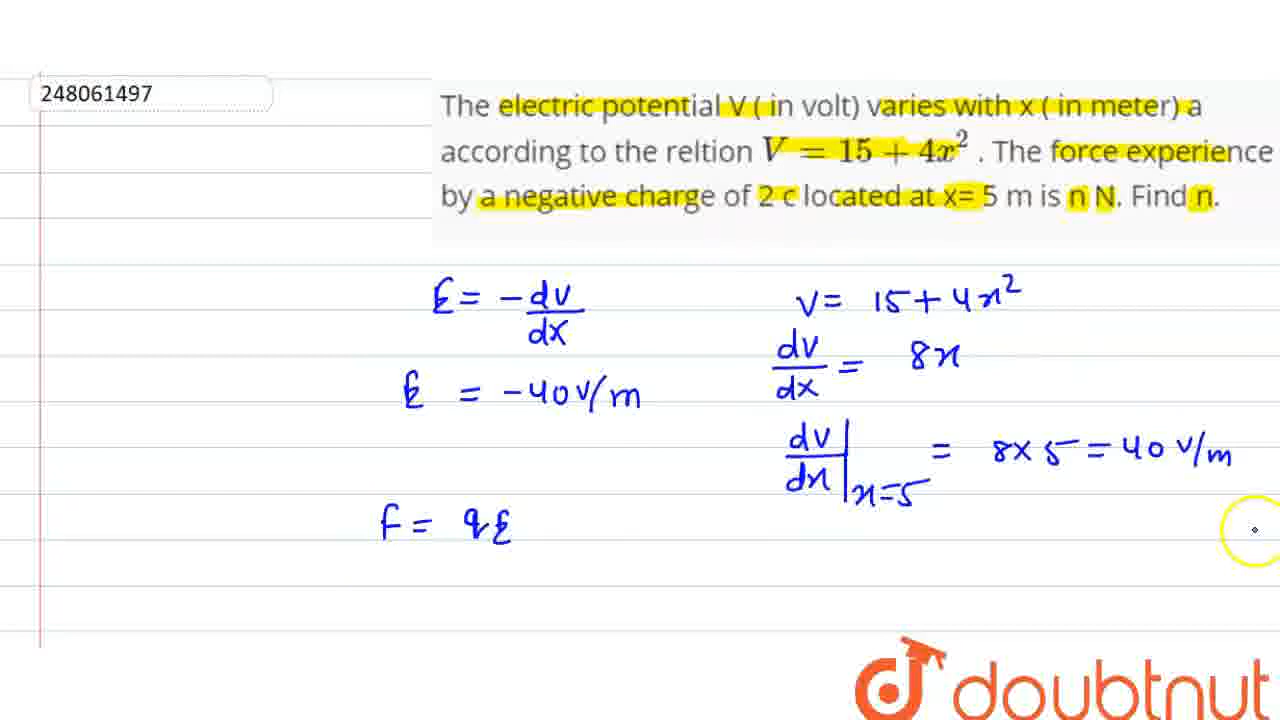 248061497
The electric potential V ( in volt) varies with x ( in meter) a
according to the reltion V = 15 + 4x² . The force experience
by a negative charge of 2 c located at x= 5 m is n N. Find n.
E = -dv/dx
v = 15 + 4x²
dv/dx = 8x
E = -40 v/m
dv/dx|x=5 = 8x5 = 40 v/m
F = qE
doubtnut